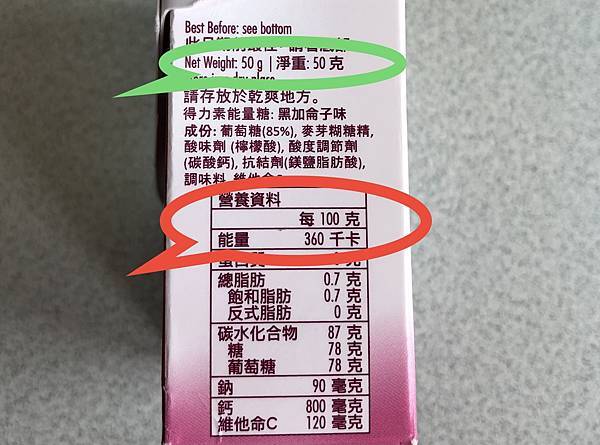 Best Before: see bottom
Net Weight: 50 g | 淨重: 50 克
請存放於乾爽地方。
得力素能量糖: 黑加侖子味
成份: 葡萄糖(85%), 麥芽糊糖精,
酸味劑 (檸檬酸), 酸度調節劑
(碳酸鈣), 抗結劑(鎂鹽脂肪酸),
調味料,
營養資料
每 100 克
能量 360 千卡
總脂肪 0.7 克
飽和脂肪 0.7 克
反式脂肪 0 克
碳水化合物 87 克
糖 78 克
葡萄糖 78 克
鈉 90 毫克
鈣 800 毫克
維他命C 120 毫克